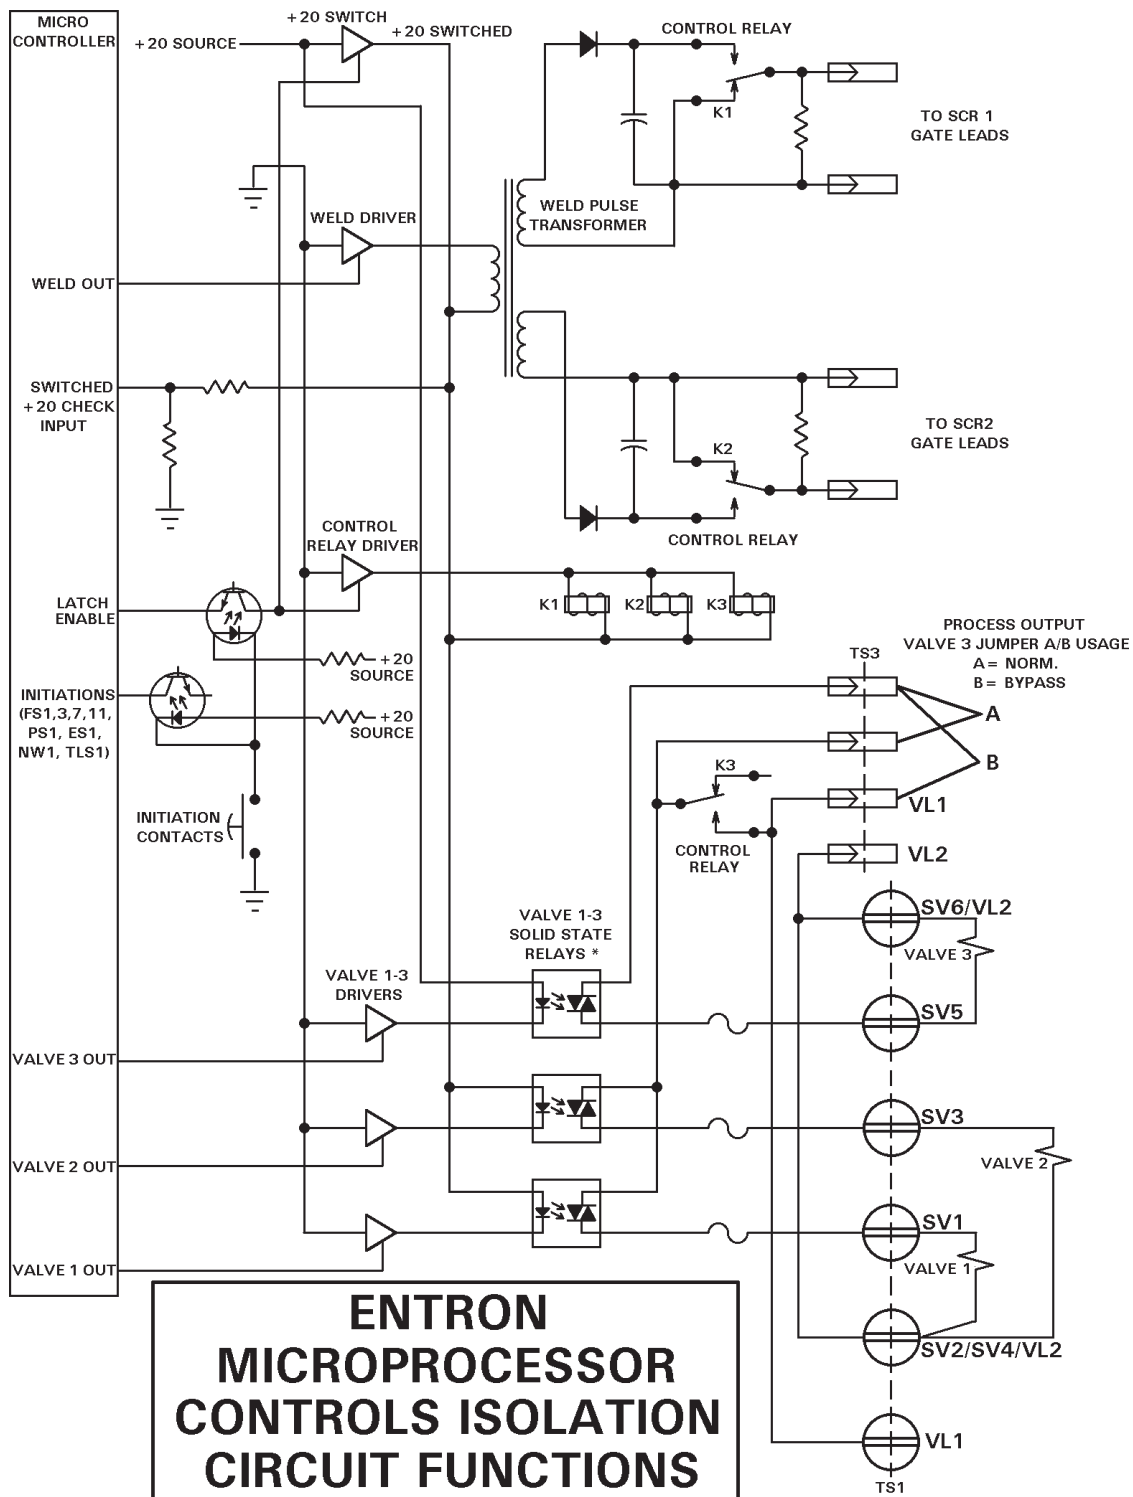 MICRO
CONTROLLER
+20 SOURCE
+20 SWITCH
+20 SWITCHED
CONTROL RELAY
K1
TO SCR 1
GATE LEADS
WELD DRIVER
WELD PULSE
TRANSFORMER
WELD OUT
SWITCHED
+20 CHECK
INPUT
TO SCR2
GATE LEADS
K2
CONTROL RELAY
CONTROL
RELAY DRIVER
K1
K2
K3
LATCH
ENABLE
+20
SOURCE
INITIATIONS
(FS1,3,7,11,
PS1, ES1,
NW1, TLS1)
+20
SOURCE
PROCESS OUTPUT
VALVE 3 JUMPER A/B USAGE
A= NORM.
B= BYPASS
TS3
A
B
K3
VL1
INITIATION
CONTACTS
CONTROL
RELAY
VL2
VALVE 1-3
SOLID STATE
RELAYS *
SV6/VL2
VALVE 3
VALVE 1-3
DRIVERS
SV5
VALVE 3 OUT
SV3
VALVE 2
VALVE 2 OUT
SV1
VALVE 1
VALVE 1 OUT
SV2/SV4/VL2
VL1
TS1
ENTRON
MICROPROCESSOR
CONTROLS ISOLATION
CIRCUIT FUNCTIONS